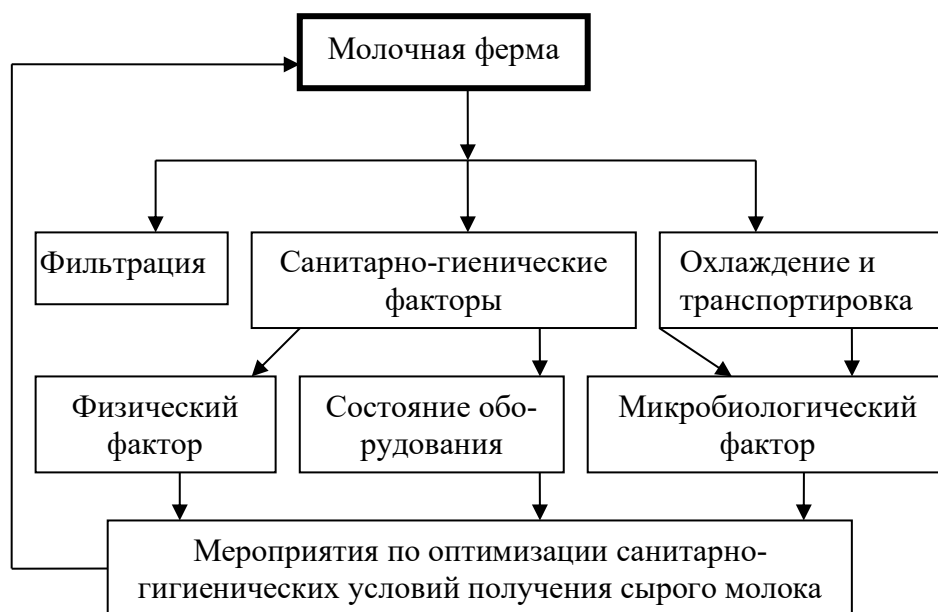 Молочная ферма
Фильтрация
Санитарно-гиенические
факторы
Охлаждение и
транспортировка
Физический
фактор
Состояние обо-
рудования
Микробиологический
фактор
Мероприятия по оптимизации санитарно-
гигиенических условий получения сырого молока